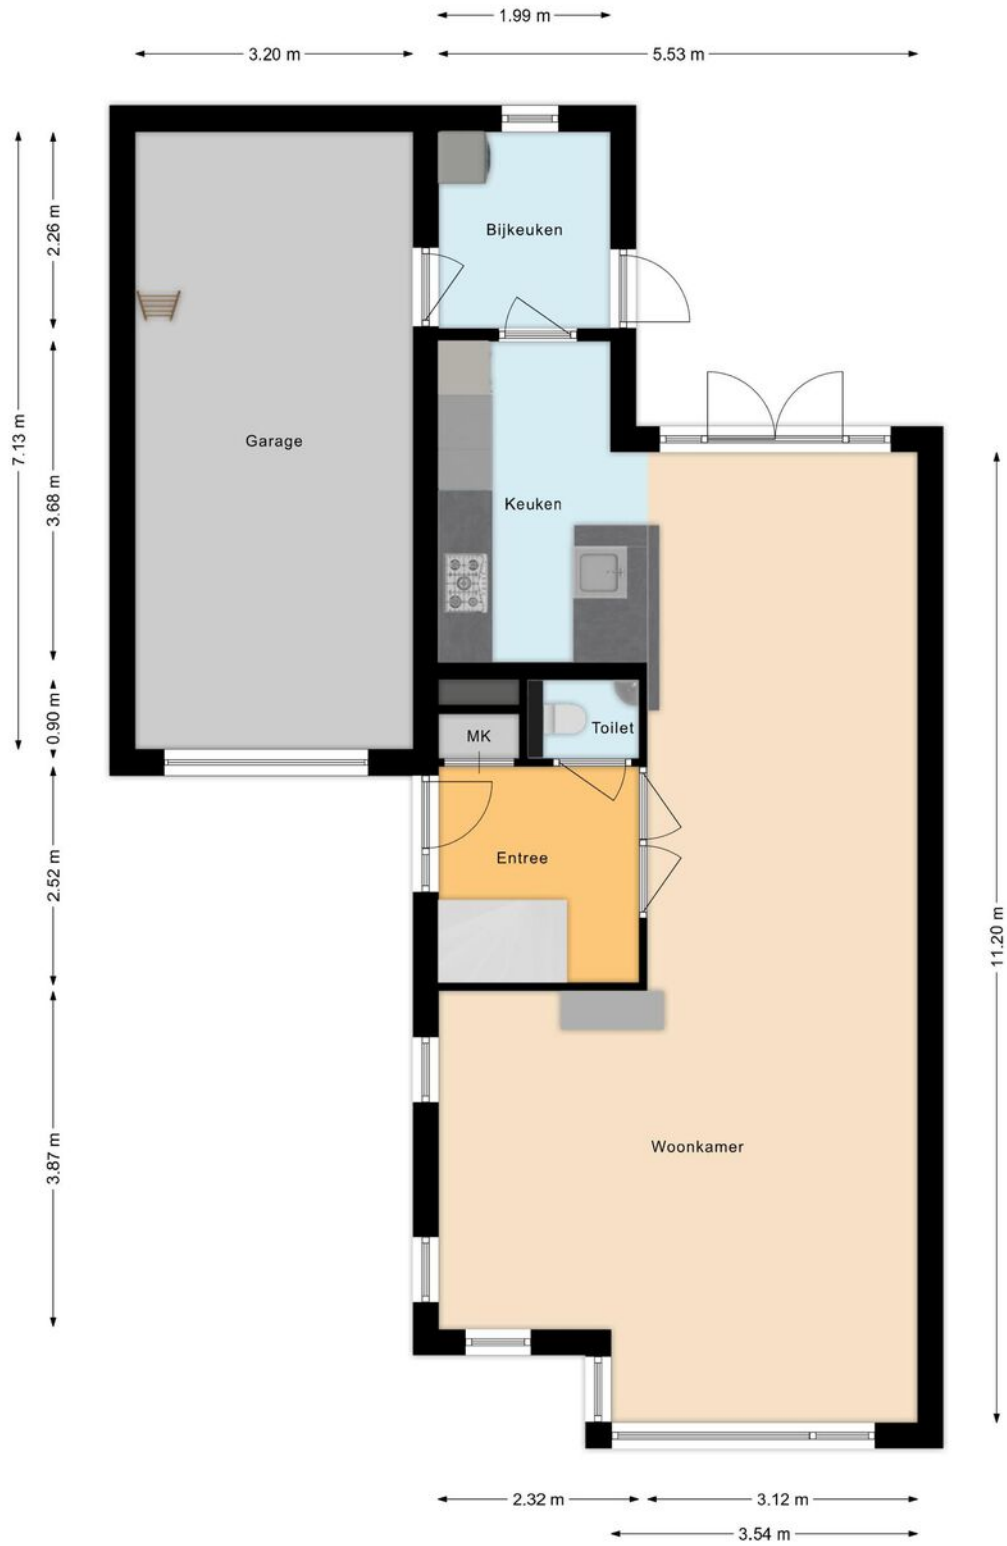 1.99 m
3.20 m
5.53 m
2.26 m
Bijkeuken
7.13 m
Garage
3.68 m
Keuken
0.90 m
MK
Toilet
2.52 m
Entree
11.20 m
3.87 m
Woonkamer
2.32 m
3.12 m
3.54 m